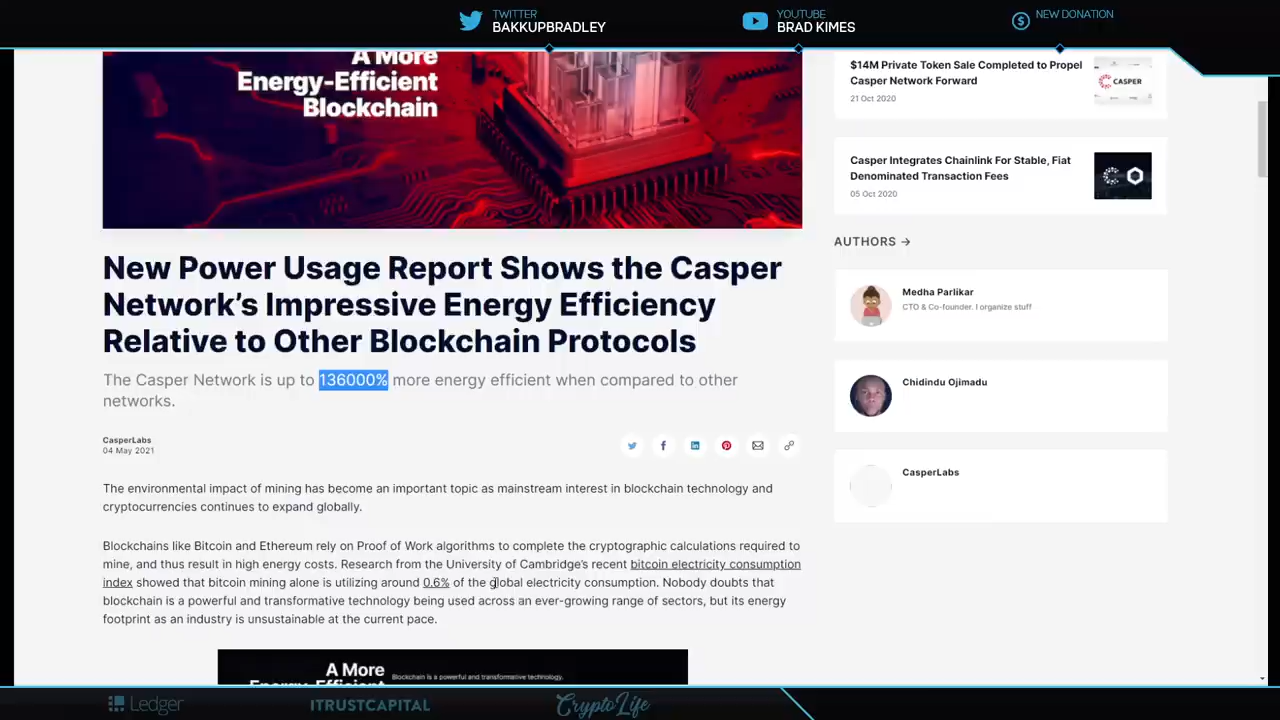 TWITTER
BAKKUPBRADLEY
YOUTUBE
BRAD KIMES
NEW DONATION
A More
Energy-Efficient
Blockchain
$14M Private Token Sale Completed to Propel
Casper Network Forward
21 Oct 2020
CASPER
Casper Integrates Chainlink For Stable, Fiat
Denominated Transaction Fees
05 Oct 2020
AUTHORS →
Medha Parlikar
CTO & Co-founder. I organize stuff
Chidindu Ojimadu
CasperLabs
New Power Usage Report Shows the Casper
Network’s Impressive Energy Efficiency
Relative to Other Blockchain Protocols
The Casper Network is up to 136000% more energy efficient when compared to other
networks.
CasperLabs
04 May 2021
The environmental impact of mining has become an important topic as mainstream interest in blockchain technology and
cryptocurrencies continues to expand globally.
Blockchains like Bitcoin and Ethereum rely on Proof of Work algorithms to complete the cryptographic calculations required to
mine, and thus result in high energy costs. Research from the University of Cambridge’s recent bitcoin electricity consumption
index showed that bitcoin mining alone is utilizing around 0.6% of the global electricity consumption. Nobody doubts that
blockchain is a powerful and transformative technology being used across an ever-growing range of sectors, but its energy
footprint as an industry is unsustainable at the current pace.
A More
Energy-Efficient
Blockchain is a powerful and transformative technology.
Ledger
ITRUSTCAPITAL
CryptoLife